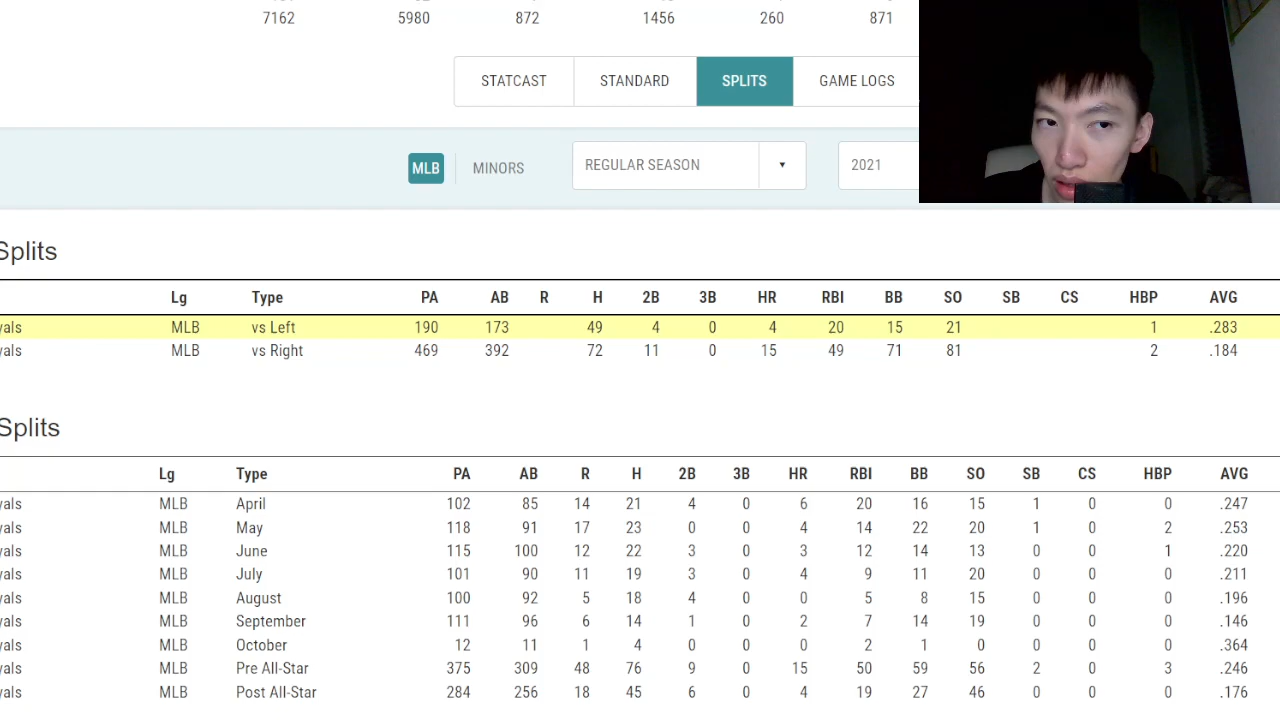 7162 5980 872 1456 260 871
STATCAST STANDARD SPLITS GAME LOGS
MLB MINORS REGULAR SEASON 2021
Splits
Lg Type PA AB R H 2B 3B HR RBI BB SO SB CS HBP AVG
yals MLB vs Left 190 173 49 4 0 4 20 15 21 1 .283
yals MLB vs Right 469 392 72 11 0 15 49 71 81 2 .184
Splits
Lg Type PA AB R H 2B 3B HR RBI BB SO SB CS HBP AVG
yals MLB April 102 85 14 21 4 0 6 20 16 15 1 0 0 .247
yals MLB May 118 91 17 23 0 0 4 14 22 20 1 0 2 .253
yals MLB June 115 100 12 22 3 0 3 12 14 13 0 0 1 .220
yals MLB July 101 90 11 19 3 0 4 9 11 20 0 0 0 .211
yals MLB August 100 92 5 18 4 0 0 5 8 15 0 0 0 .196
yals MLB September 111 96 6 14 1 0 2 7 14 19 0 0 0 .146
yals MLB October 12 11 1 4 0 0 0 2 1 0 0 0 0 .364
yals MLB Pre All-Star 375 309 48 76 9 0 15 50 59 56 2 0 3 .246
yals MLB Post All-Star 284 256 18 45 6 0 4 19 27 46 0 0 0 .176